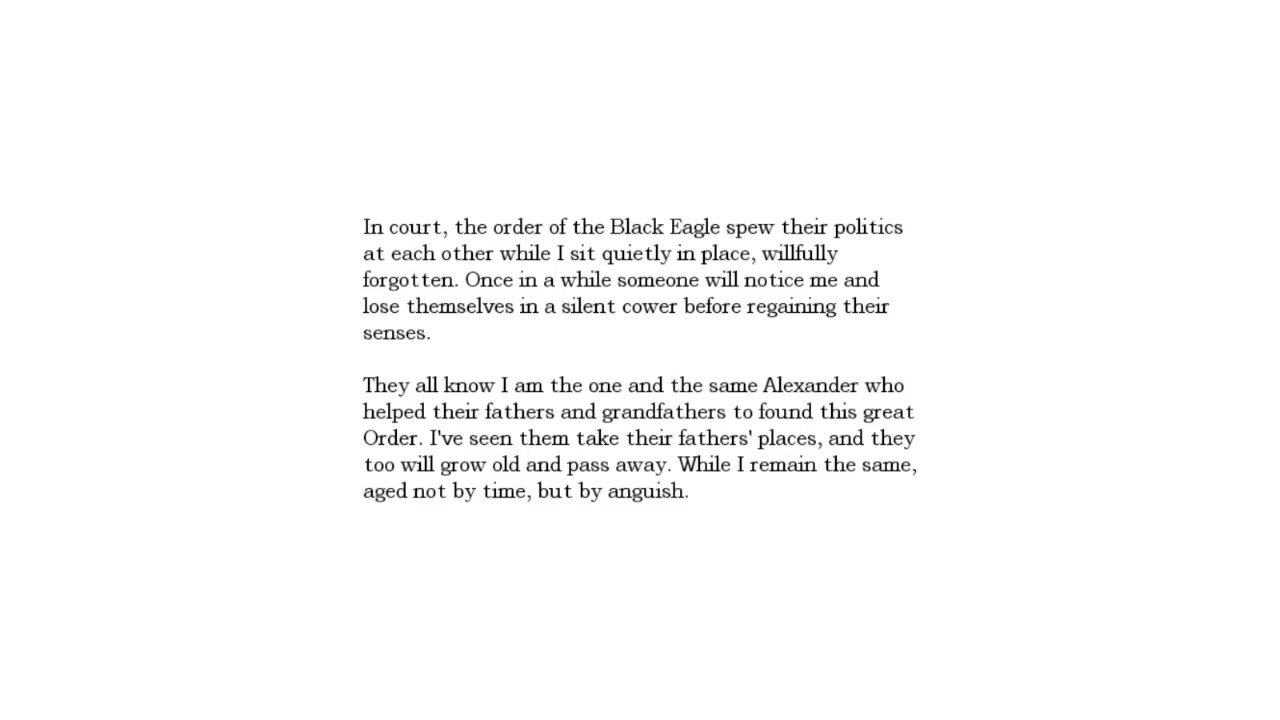 In court, the order of the Black Eagle spew their politics
at each other while I sit quietly in place, willfully
forgotten. Once in a while someone will notice me and
lose themselves in a silent cower before regaining their
senses.
They all know I am the one and the same Alexander who
helped their fathers and grandfathers to found this great
Order. I've seen them take their fathers' places, and they
too will grow old and pass away. While I remain the same,
aged not by time, but by anguish.